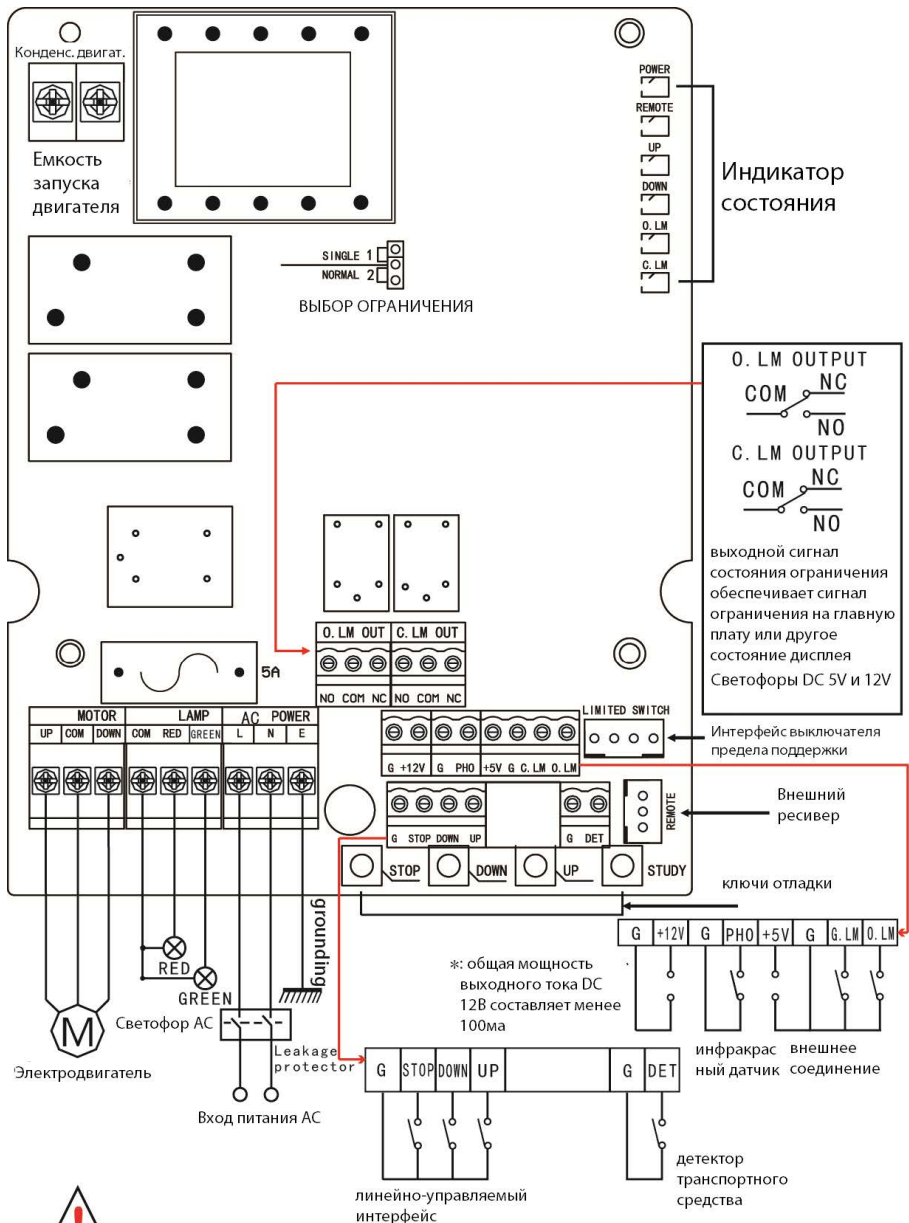 Конденс. двигат.
Емкость
запуска
двигателя
POWER
REMOTE
UP
DOWN
O. LM
C. LM
Индикатор
состояния
SINGLE 1
NORMAL 2
ВЫБОР ОГРАНИЧЕНИЯ
O. LM OUTPUT
COM NC
NO
C. LM OUTPUT
COM NC
NO
выходной сигнал
состояния ограничения
обеспечивает сигнал
ограничения на главную
плату или другое
состояние дисплея
Светофоры DC 5V и 12V
5A
O. LM OUT C. LM OUT
NO COM NC NO COM NC
MOTOR LAMP AC POWER
UP COM DOWN COM RED GREEN L N E
LIMITED SWITCH
Интерфейс выключателя
предела поддержки
G +12V G PHO +5V G C. LM O. LM
Внешний
ресивер
REMOTE
G STOP DOWN UP G DET
STOP DOWN UP STUDY
ключи отладки
grounding
RED
GREEN
Светофор АС
M
Электродвигатель
Leakage
protector
Вход питания АС
G +12V G PHO +5V G G. LM O. LM
*: общая мощность
выходного тока DC
12В составляет менее
100ма
инфракрас
ный датчик
внешнее
соединение
G STOP DOWN UP G DET
линейно-управляемый
интерфейс
детектор
транспортного
средства
!